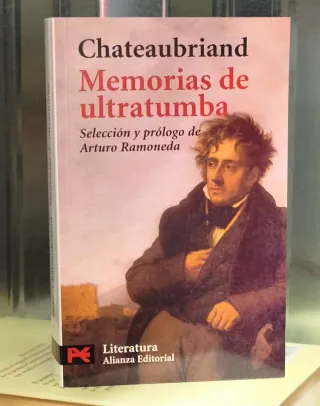 Chateaubriand
Memorias de
ultratumba
Selección y prólogo de
Arturo Ramoneda
Literatura
Alianza Editorial